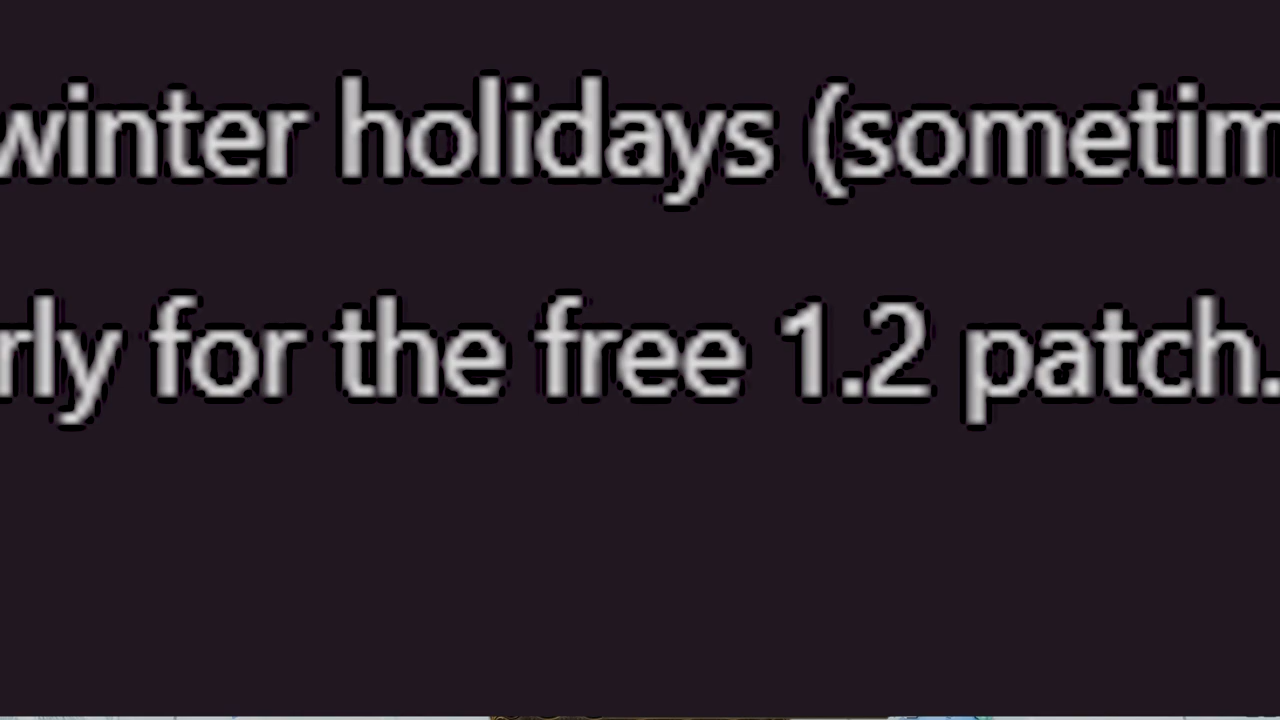 winter holidays (sometim
rly for the free 1.2 patch.